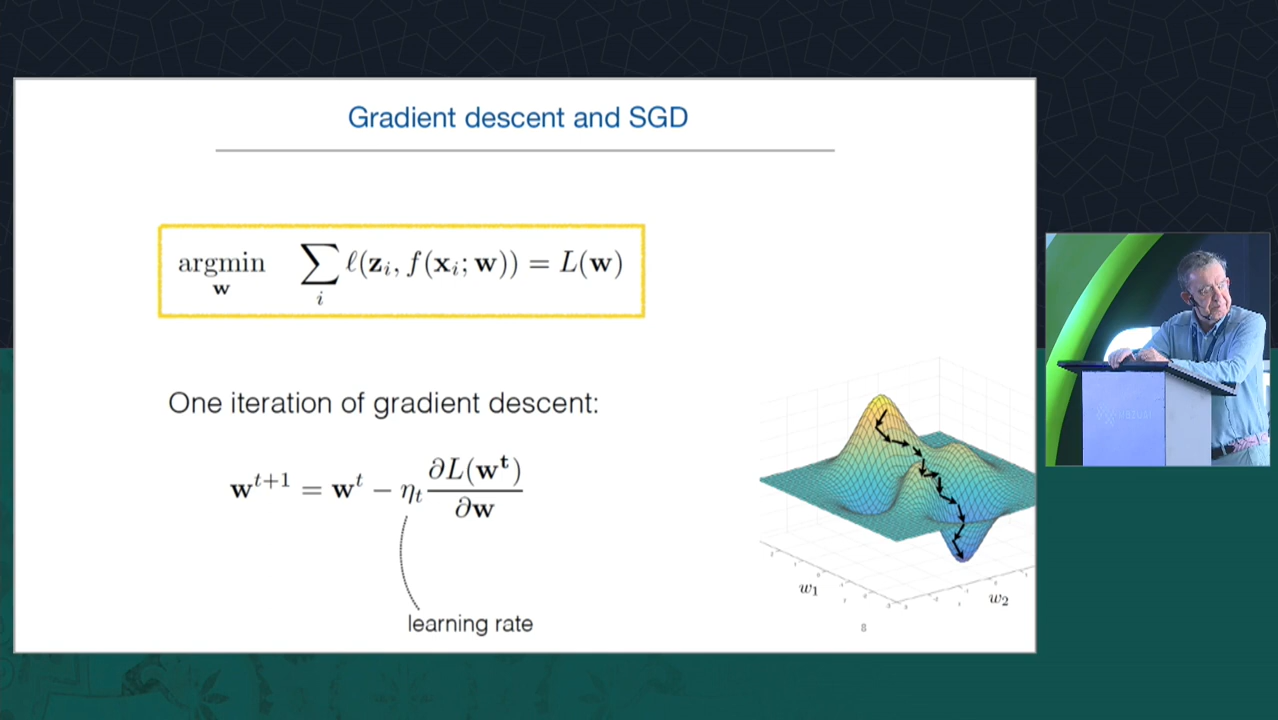 Gradient descent and SGD
argmin_w ∑_i ℓ(z_i, f(x_i; w)) = L(w)
One iteration of gradient descent:
w^{t+1} = w^t − η_t ∂L(w^t)/∂w
learning rate
w_1
w_2
8